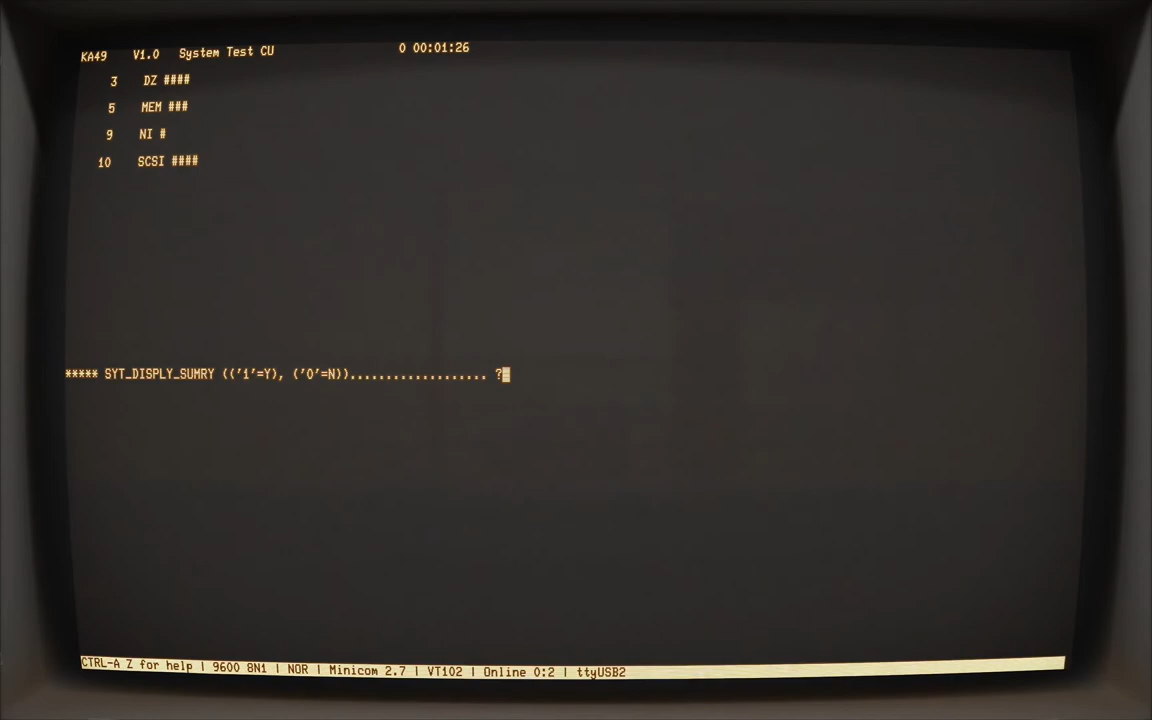 KA49 V1.0 System Test CU 0 00:01:26
3 DZ ####
5 MEM ###
9 NI #
10 SCSI ####
***** SYT_DISPLY_SUMRY (('1'=Y), ('0'=N)).................... ?
CTRL-A Z for help | 9600 8N1 | NOR | Minicom 2.7 | VT102 | Online 0:2 | ttyUSB2